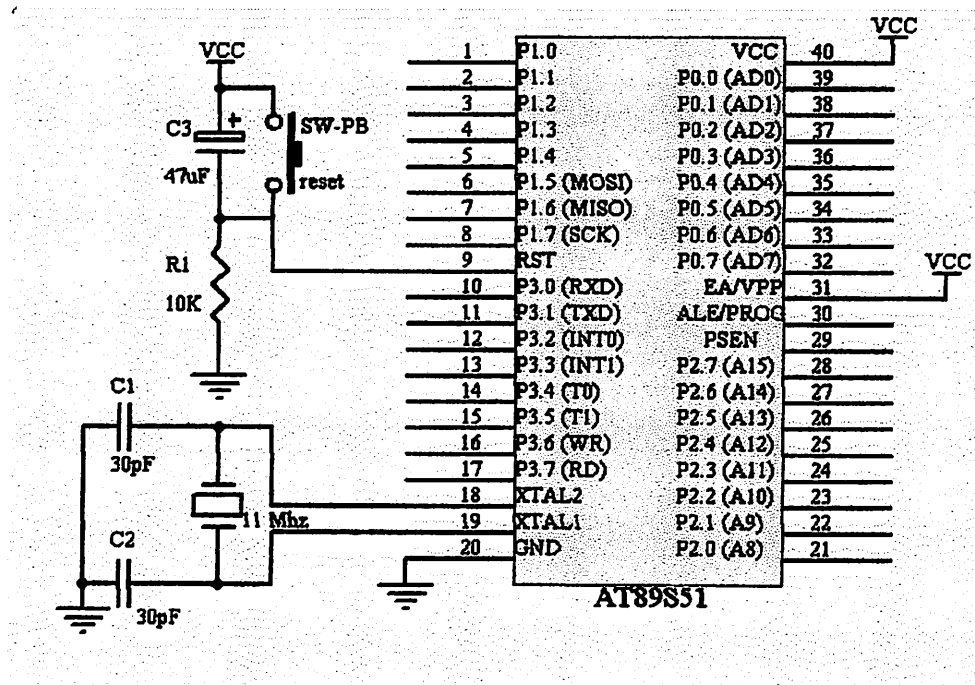 VCC
C3
+
47uF
SW-PB
reset
R1
10K
C1
30pF
11 Mhz
C2
30pF
1 P1.0
2 P1.1
3 P1.2
4 P1.3
5 P1.4
6 P1.5 (MOSI)
7 P1.6 (MISO)
8 P1.7 (SCK)
9 RST
10 P3.0 (RXD)
11 P3.1 (TXD)
12 P3.2 (INT0)
13 P3.3 (INT1)
14 P3.4 (T0)
15 P3.5 (T1)
16 P3.6 (WR)
17 P3.7 (RD)
18 XTAL2
19 XTAL1
20 GND
VCC
VCC 40
P0.0 (AD0) 39
P0.1 (AD1) 38
P0.2 (AD2) 37
P0.3 (AD3) 36
P0.4 (AD4) 35
P0.5 (AD5) 34
P0.6 (AD6) 33
P0.7 (AD7) 32
VCC
EA/VPP 31
ALE/PROG 30
PSEN 29
P2.7 (A15) 28
P2.6 (A14) 27
P2.5 (A13) 26
P2.4 (A12) 25
P2.3 (A11) 24
P2.2 (A10) 23
P2.1 (A9) 22
P2.0 (A8) 21
AT89S51